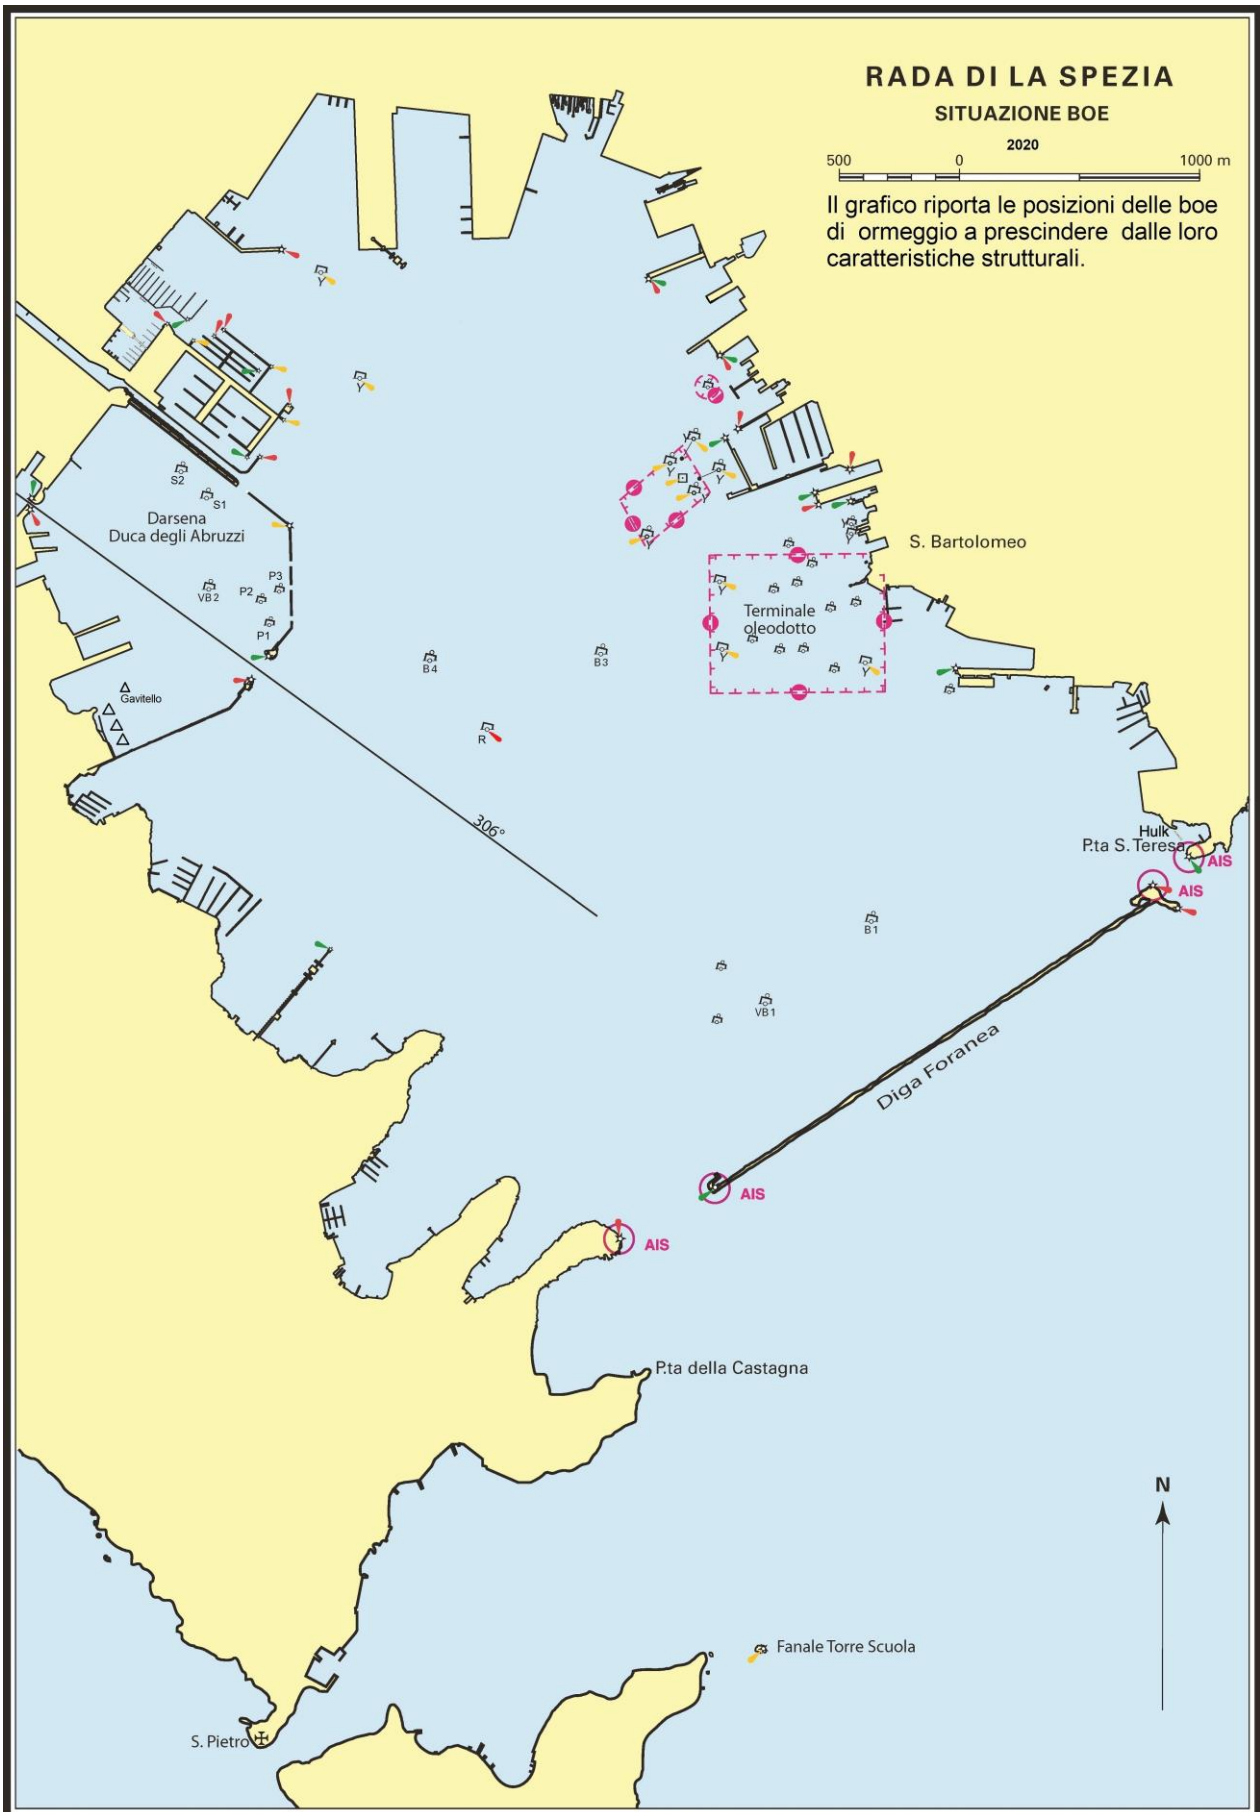 RADA DI LA SPEZIA
SITUAZIONE BOE
2020
500 0 1000 m
Il grafico riporta le posizioni delle boe
di ormeggio a prescindere dalle loro
caratteristiche strutturali.
Y
Y
Y
Y
Y
Y
Y
S2
S1
Darsena
Duca degli Abruzzi
Y
Y
S. Bartolomeo
P3
VB2
P2
Y
Terminale
oleodotto
P1
B4
B3
Y
Y
Gavitello
R
306°
Hulk
P.ta S. Teresa
AIS
AIS
B1
VB1
Diga Foranea
AIS
AIS
P.ta della Castagna
N
Fanale Torre Scuola
S. Pietro